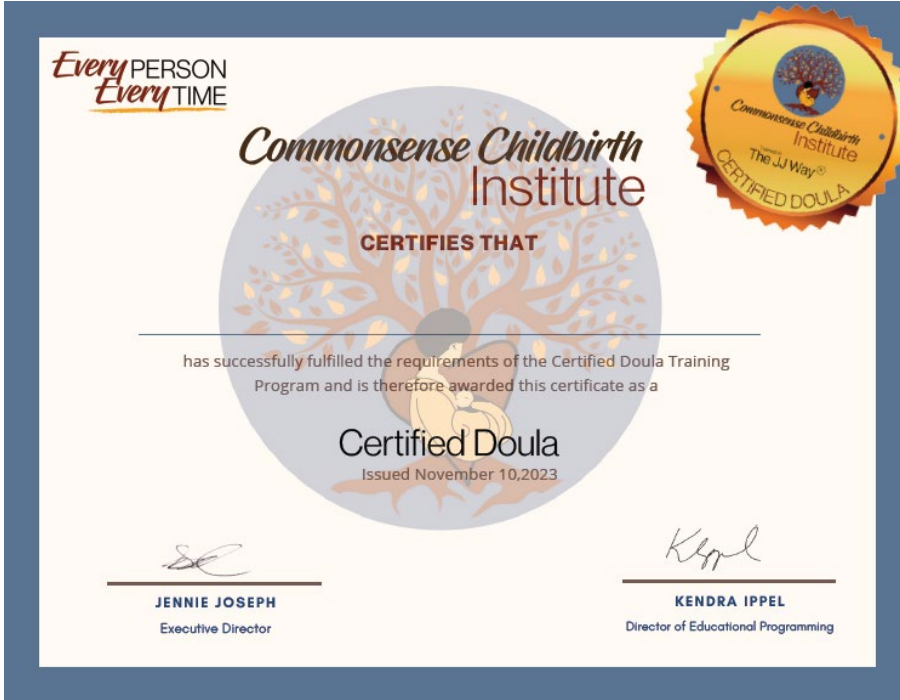 Every PERSON
Every TIME
Commonsense Childbirth
Institute
Trained in
The JJ Way®
CERTIFIED DOULA
Commonsense Childbirth
Institute
CERTIFIES THAT
has successfully fulfilled the requirements of the Certified Doula Training
Program and is therefore awarded this certificate as a
Certified Doula
Issued November 10,2023
JENNIE JOSEPH
Executive Director
KENDRA IPPEL
Director of Educational Programming